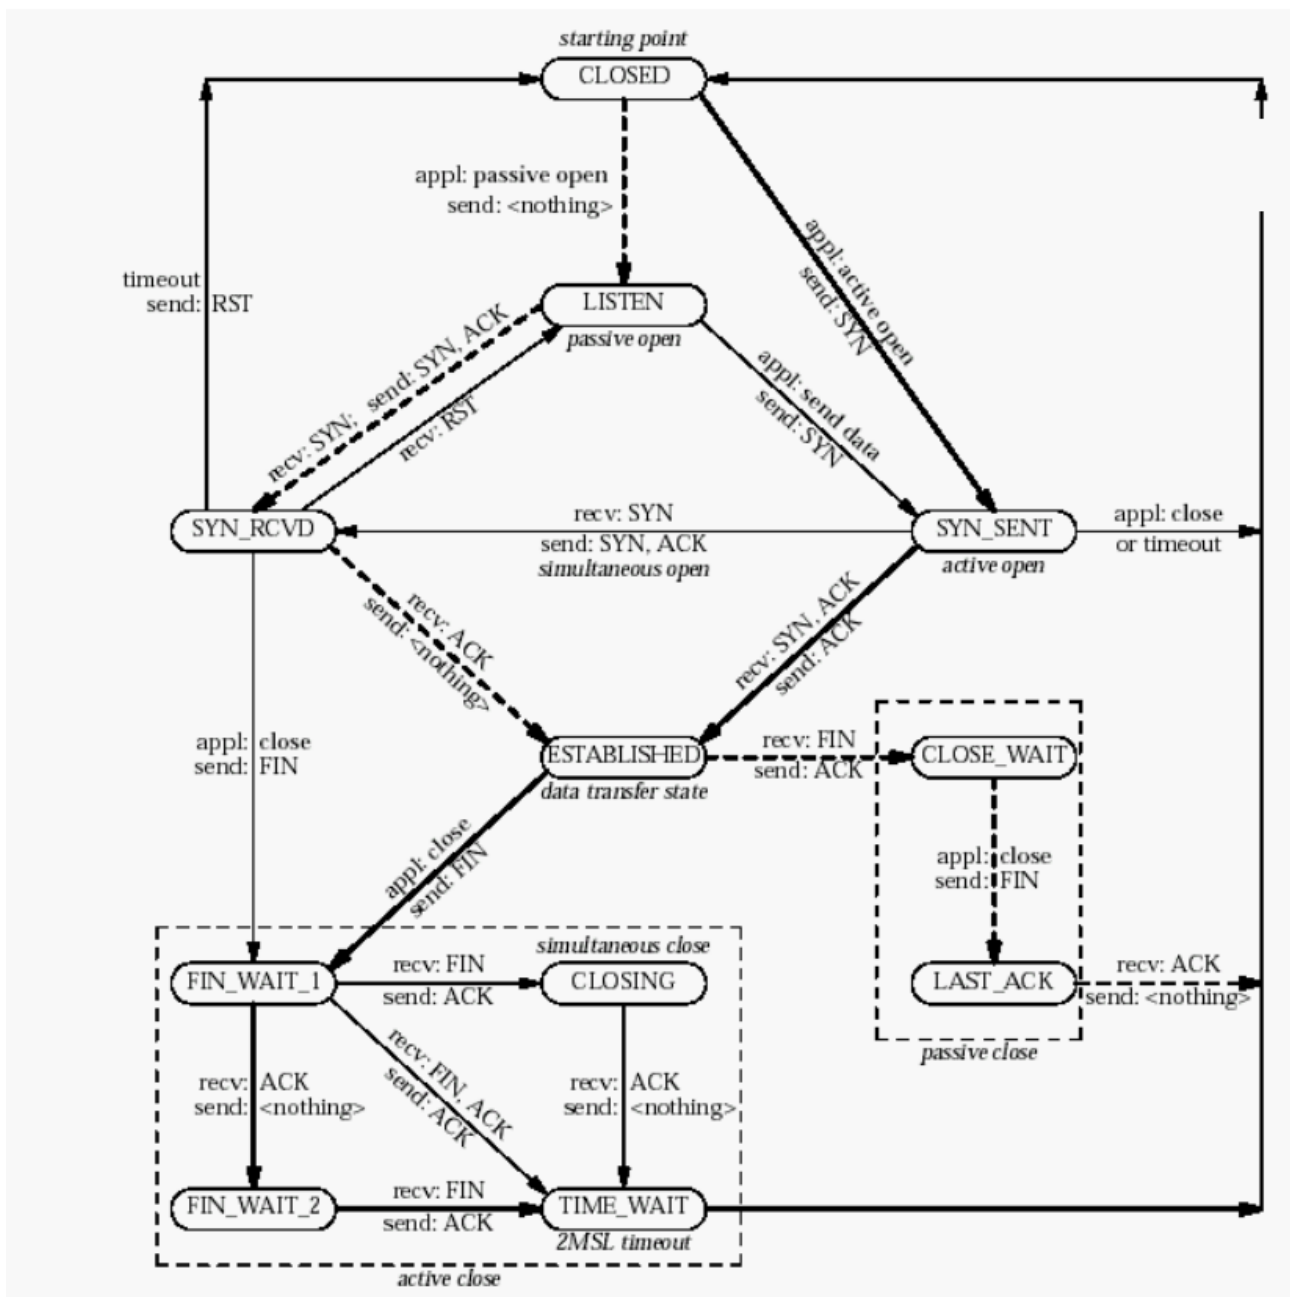 starting point
CLOSED
appl: passive open
send: <nothing>
appl: active open
send: SYN
timeout
send: RST
LISTEN
passive open
recv: SYN; send: SYN, ACK
recv: RST
appl: send data
send: SYN
SYN_RCVD
recv: SYN
send: SYN, ACK
simultaneous open
SYN_SENT
active open
appl: close
or timeout
recv: ACK
send: <nothing>
recv: SYN, ACK
send: ACK
appl: close
send: FIN
ESTABLISHED
data transfer state
recv: FIN
send: ACK
CLOSE_WAIT
appl: close
send: FIN
appl: close
send: FIN
LAST_ACK
recv: ACK
send: <nothing>
passive close
simultaneous close
FIN_WAIT_1
recv: FIN
send: ACK
CLOSING
recv: ACK
send: <nothing>
recv: FIN, ACK
send: ACK
recv: ACK
send: <nothing>
FIN_WAIT_2
recv: FIN
send: ACK
TIME_WAIT
2MSL timeout
active close